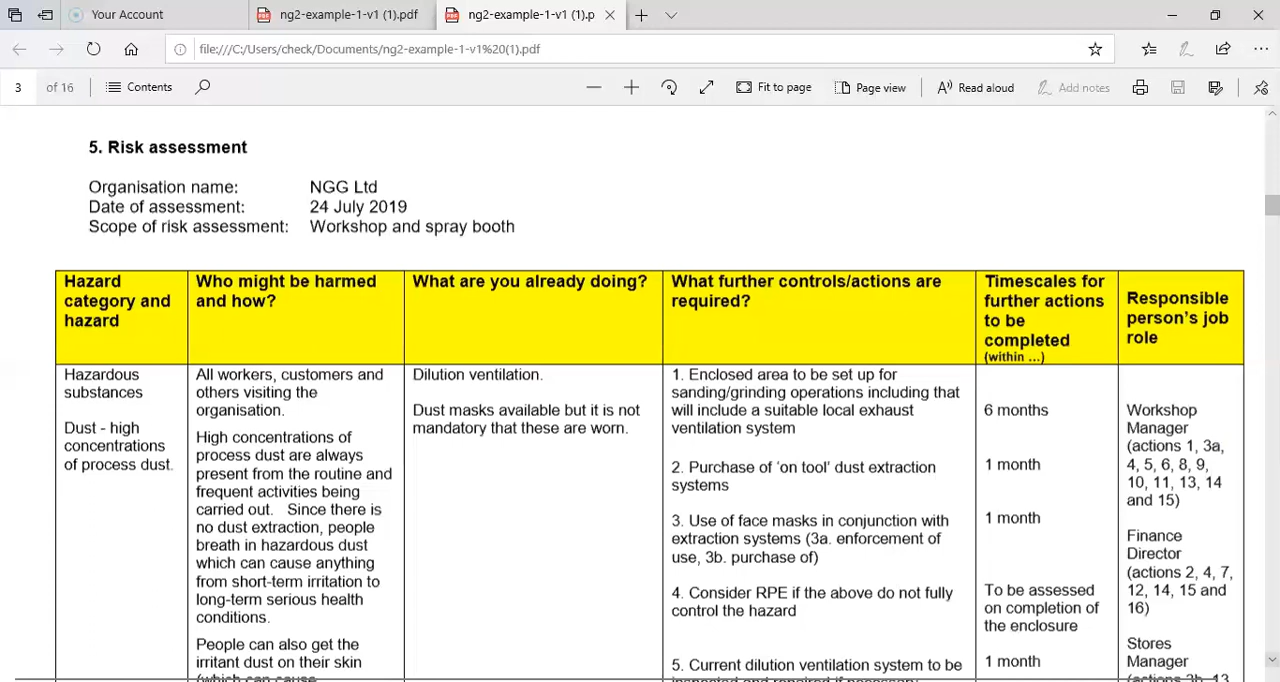 Your Account
ng2-example-1-v1 (1).pdf
ng2-example-1-v1 (1).p
file:///C:/Users/check/Documents/ng2-example-1-v1%20(1).pdf
3 of 16
Contents
Fit to page
Page view
Read aloud
Add notes
5. Risk assessment
Organisation name: NGG Ltd
Date of assessment: 24 July 2019
Scope of risk assessment: Workshop and spray booth
Hazard
category and
hazard
Who might be harmed
and how?
What are you already doing?
What further controls/actions are
required?
Timescales for
further actions
to be
completed
(within ...)
Responsible
person's job
role
Hazardous
substances
Dust - high
concentrations
of process dust.
All workers, customers and
others visiting the
organisation.
High concentrations of
process dust are always
present from the routine and
frequent activities being
carried out. Since there is
no dust extraction, people
breath in hazardous dust
which can cause anything
from short-term irritation to
long-term serious health
conditions.
People can also get the
irritant dust on their skin
(which can cause
Dilution ventilation.
Dust masks available but it is not
mandatory that these are worn.
1. Enclosed area to be set up for
sanding/grinding operations including that
will include a suitable local exhaust
ventilation system
2. Purchase of 'on tool' dust extraction
systems
3. Use of face masks in conjunction with
extraction systems (3a. enforcement of
use, 3b. purchase of)
4. Consider RPE if the above do not fully
control the hazard
5. Current dilution ventilation system to be
inspected and repaired if necessary
6 months
1 month
1 month
To be assessed
on completion of
the enclosure
1 month
Workshop
Manager
(actions 1, 3a,
4, 5, 6, 8, 9,
10, 11, 13, 14
and 15)
Finance
Director
(actions 2, 4, 7,
12, 14, 15 and
16)
Stores
Manager
(actions 3b, 13